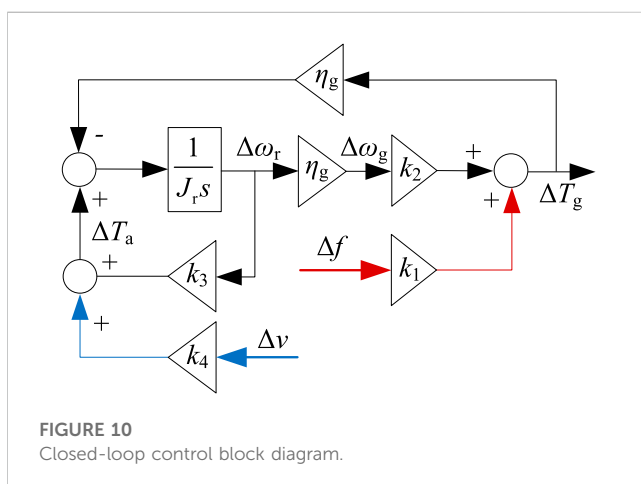 ηg
-
1
Jrs
Δωr
ηg
Δωg
k2
+
+
+
ΔTg
ΔTa
+
k3
Δf
k1
+
k4
Δv
FIGURE 10
Closed-loop control block diagram.